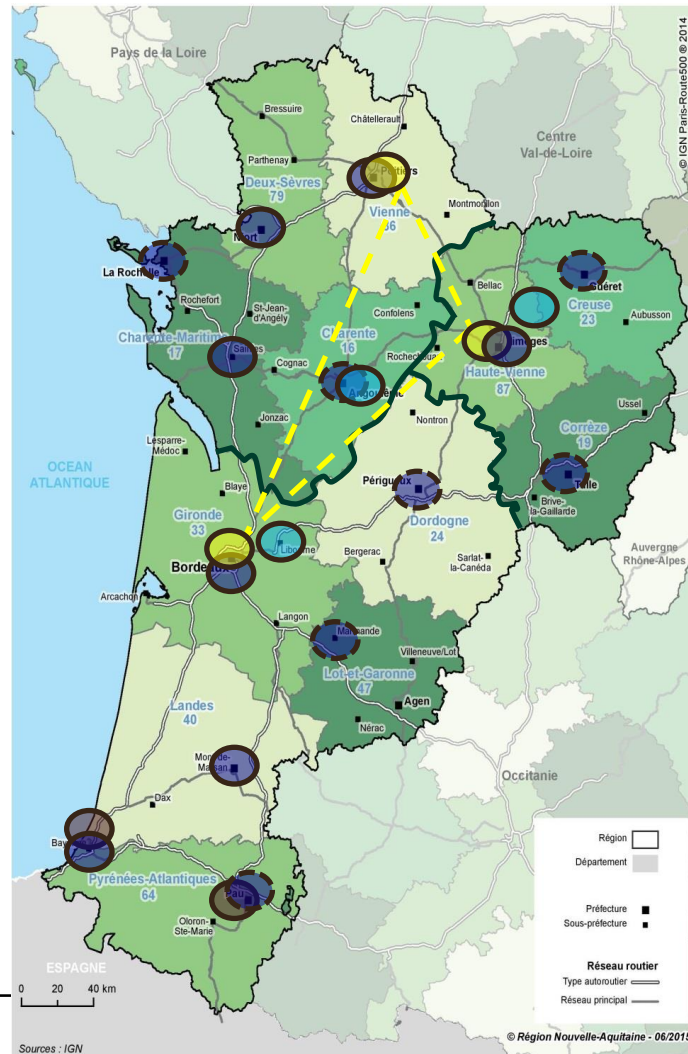 © IGN Paris-Route500 ® 2014
Pays de la Loire
Bressuire
Châtellerault
Centre
Val-de-Loire
Parthenay
Poitiers
Deux-Sèvres
79
Montmorillon
Vienne
86
Niort
La Rochelle
Bellac
Guéret
Rochefort
St-Jean-
d'Angély
Confolens
Creuse
23
Aubusson
Charente-Maritime
17
Charente
16
Saintes
Limoges
Rochechouart
Cognac
Angoulême
Haute-Vienne
87
Jonzac
Nontron
Ussel
Lesparre-
Médoc
Corrèze
19
OCEAN
ATLANTIQUE
Blaye
Périgueux
Tulle
Brive-
la-Gaillarde
Gironde
33
Dordogne
24
Libourne
Auvergne
Rhône-Alpes
Bordeaux
Bergerac
Sarlat-
la-Canéda
Arcachon
Langon
Marmande
Villeneuve/Lot
Lot-et-Garonne
47
Agen
Landes
40
Nérac
Mont-de-
Marsan
Occitanie
Dax
Pyrénées-Atlantiques
64
Pau
Oloron-
Ste-Marie
ESPAGNE
0 20 40 km
Région
Département
Préfecture
Sous-préfecture
Réseau routier
Type autoroutier
Réseau principal
© Région Nouvelle-Aquitaine - 06/2015
Sources : IGN